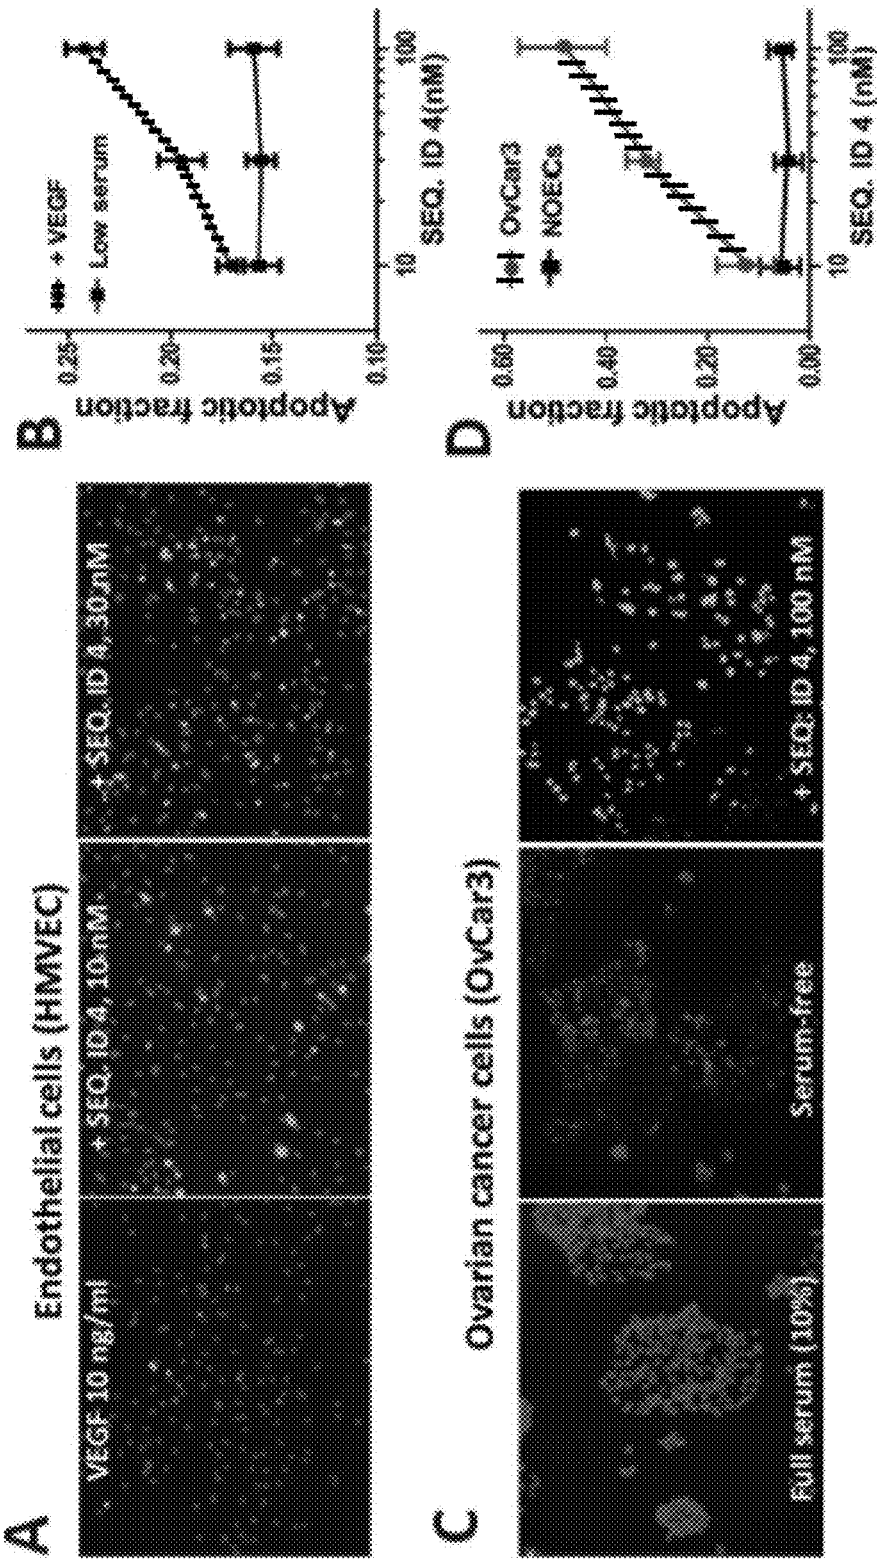 A
Endothelial cells (HMVEC)
VEGF 10 ng/ml
+ SEQ. ID 4, 10 nM
+ SEQ. ID 4, 30 nM
B
Apoptotic fraction
0.25
0.20
0.15
0.10
+ VEGF
Low serum
10
100
SEQ. ID 4(nM)
C
Ovarian cancer cells (OvCar3)
Full serum (10%)
Serum-free
+ SEQ: ID 4, 100 nM
D
Apoptotic fraction
0.60
0.40
0.20
0.00
OvCar3
NOECs
10
100
SEQ. ID 4 (nM)